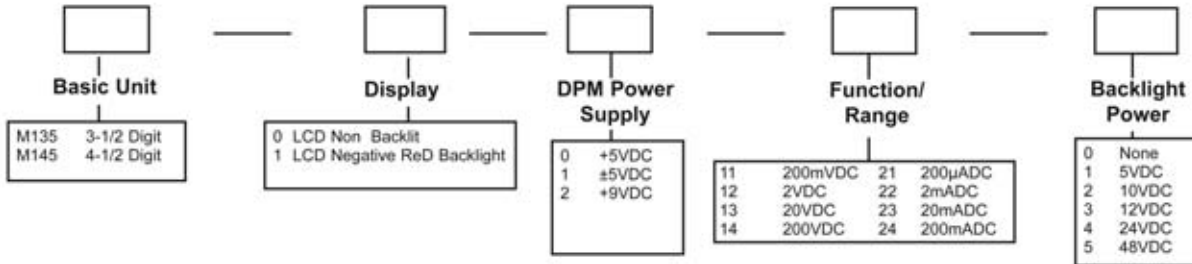 Basic Unit
M135 3-1/2 Digit
M145 4-1/2 Digit
Display
0 LCD Non Backlit
1 LCD Negative ReD Backlight
DPM Power
Supply
0 +5VDC
1 ±5VDC
2 +9VDC
Function/
Range
11 200mVDC 21 200µADC
12 2VDC 22 2mADC
13 20VDC 23 20mADC
14 200VDC 24 200mADC
Backlight
Power
0 None
1 5VDC
2 10VDC
3 12VDC
4 24VDC
5 48VDC